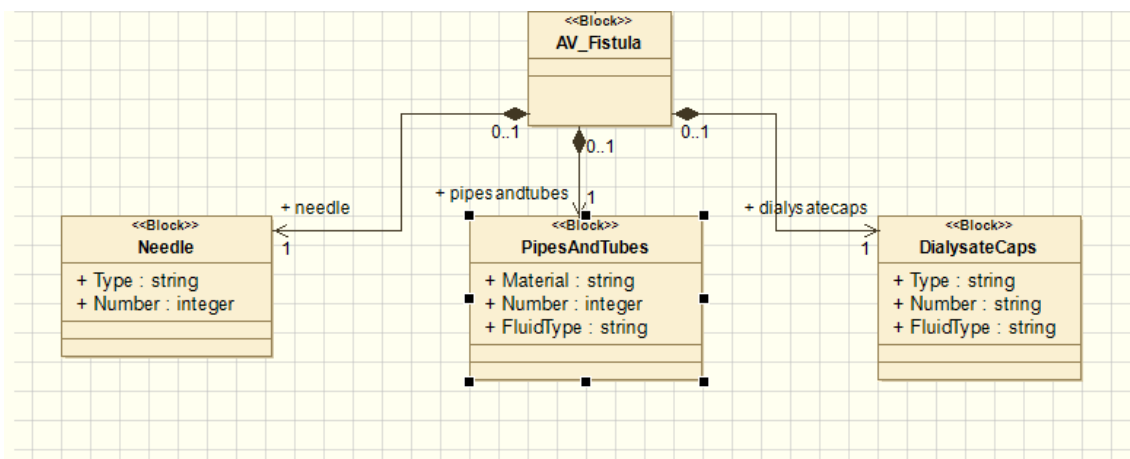 <<Block>>
AV_Fistula
0..1
0..1
0..1
+ needle
1
+ pipesandtubes
1
+ dialysatecaps
1
<<Block>>
Needle
+ Type : string
+ Number : integer
<<Block>>
PipesAndTubes
+ Material : string
+ Number : integer
+ FluidType : string
<<Block>>
DialysateCaps
+ Type : string
+ Number : string
+ FluidType : string